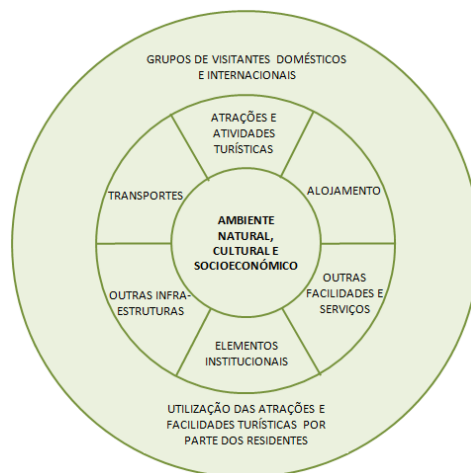 GRUPOS DE VISITANTES DOMÉSTICOS
E INTERNACIONAIS
ATRAÇÕES E
ATIVIDADES
TURÍSTICAS
TRANSPORTES
ALOJAMENTO
AMBIENTE
NATURAL,
CULTURAL E
SOCIOECONÓMICO
OUTRAS INFRA-
ESTRUTURAS
OUTRAS
FACILIDADES E
SERVIÇOS
ELEMENTOS
INSTITUCIONAIS
UTILIZAÇÃO DAS ATRAÇÕES E
FACILIDADES TURÍSTICAS POR
PARTE DOS RESIDENTES